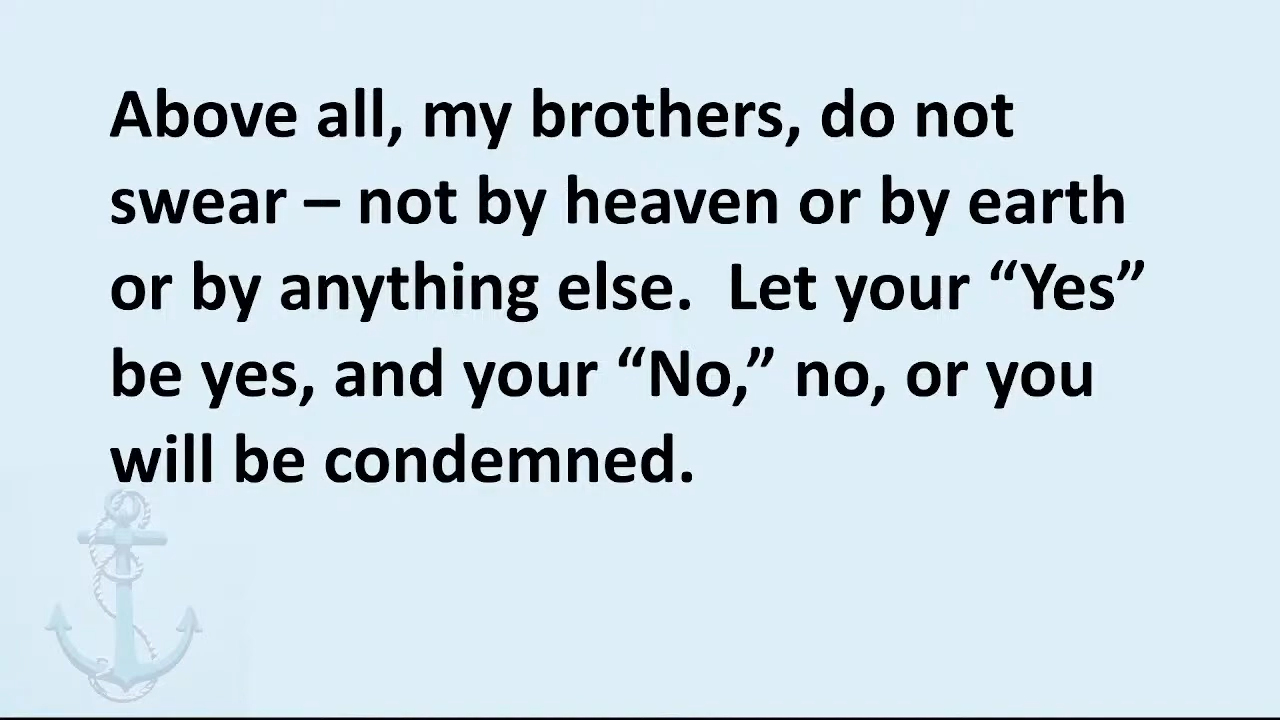 Above all, my brothers, do not
swear – not by heaven or by earth
or by anything else.  Let your “Yes”
be yes, and your “No,” no, or you
will be condemned.